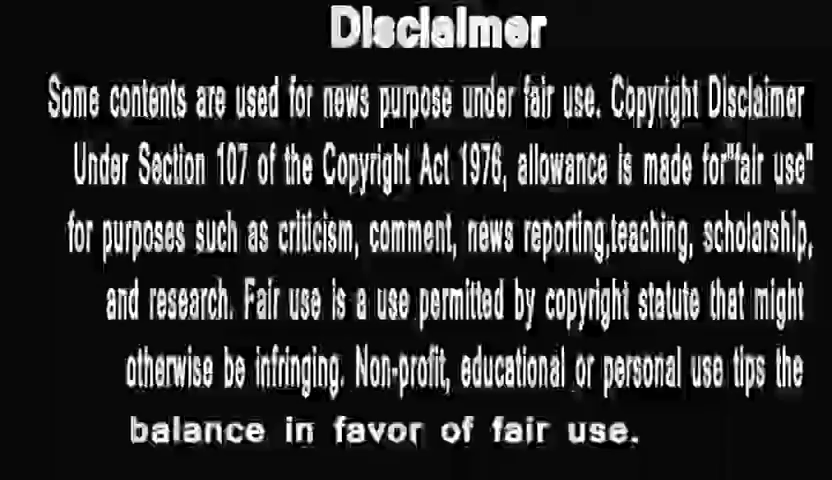 Disclaimer
Some contents are used for news purpose under fair use. Copyright Disclaimer
Under Section 107 of the Copyright Act 1976, allowance is made for"fair use"
for purposes such as criticism, comment, news reporting,teaching, scholarship,
and research. Fair use is a use permitted by copyright statute that might
otherwise be infringing. Non-profit, educational or personal use tips the
balance in favor of fair use.